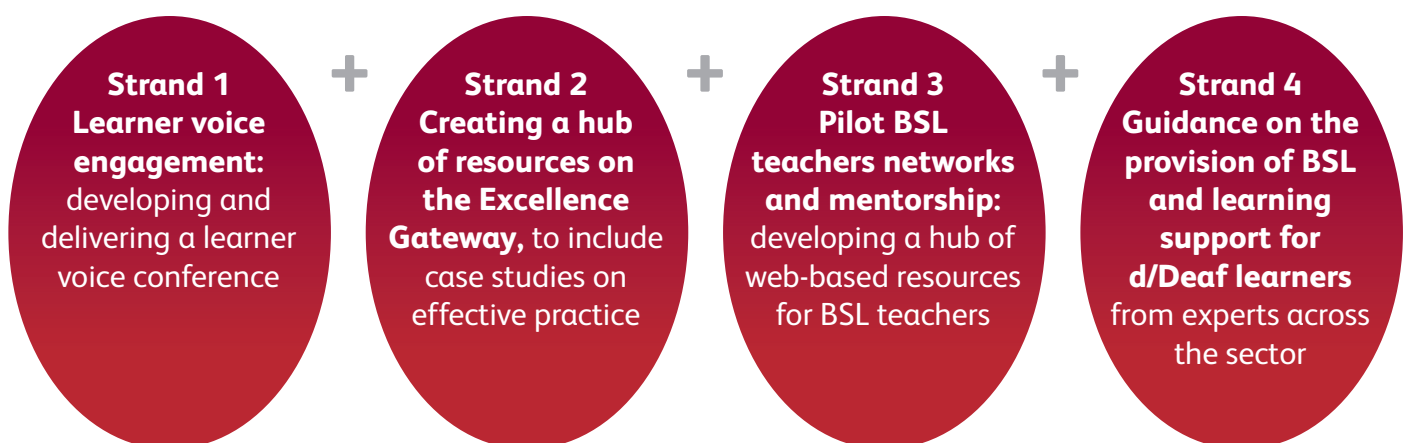 Strand 1
Learner voice
engagement:
developing and
delivering a learner
voice conference
+
Strand 2
Creating a hub
of resources on
the Excellence
Gateway, to include
case studies on
effective practice
+
Strand 3
Pilot BSL
teachers networks
and mentorship:
developing a hub of
web-based resources
for BSL teachers
+
Strand 4
Guidance on the
provision of BSL
and learning
support for
d/Deaf learners
from experts across
the sector